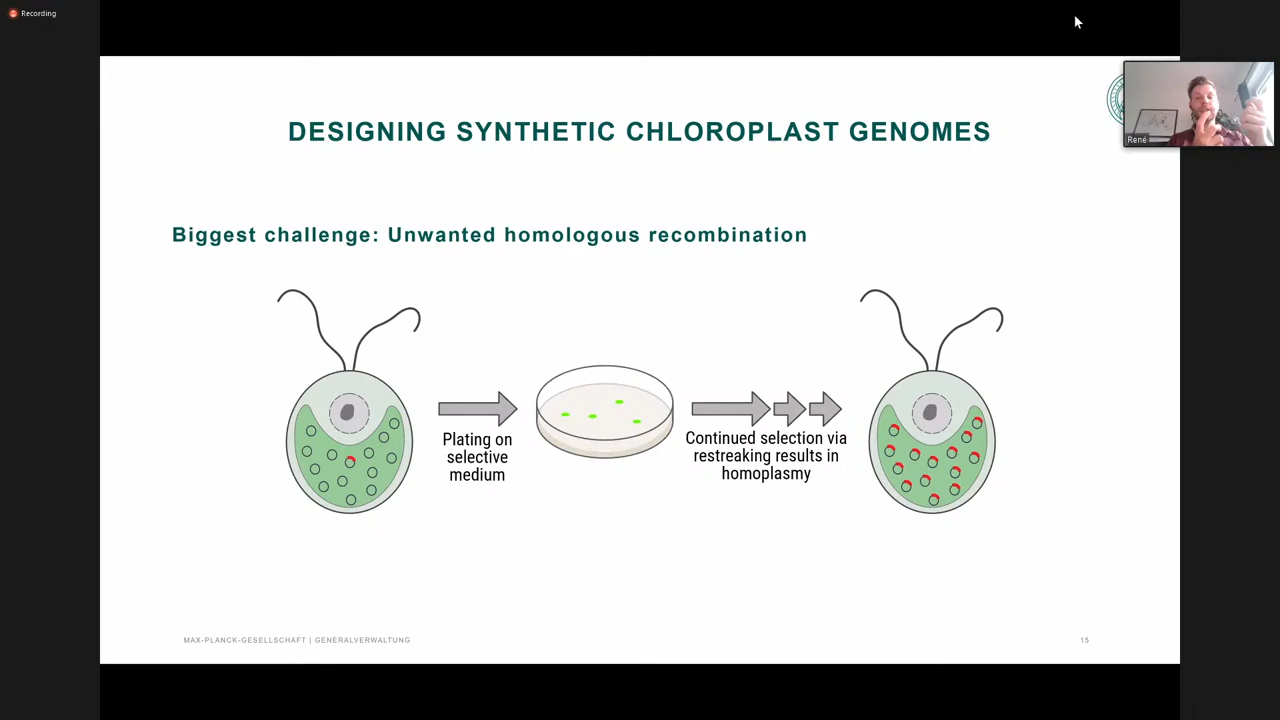 Recording
DESIGNING SYNTHETIC CHLOROPLAST GENOMES
René
Biggest challenge: Unwanted homologous recombination
Plating on
selective
medium
Continued selection via
restreaking results in
homoplasmy
MAX-PLANCK-GESELLSCHAFT | GENERALVERWALTUNG
15